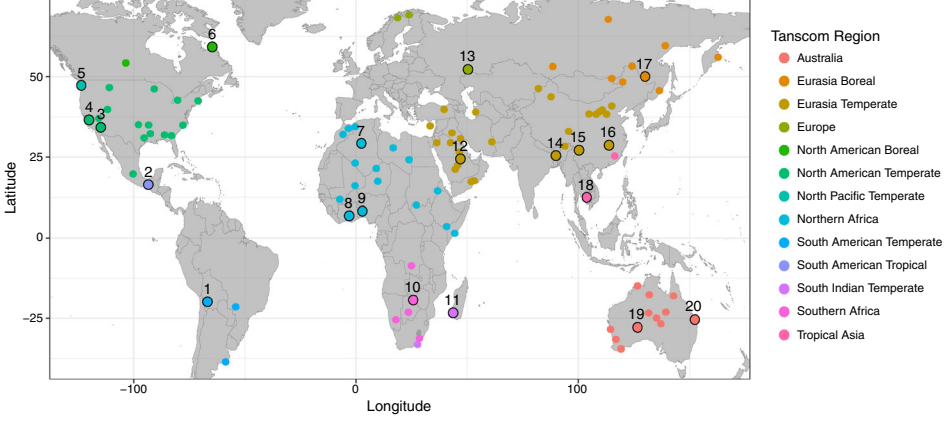 6
13
17
5
50
4
3
7
12
14
15
16
25
2
18
8
9
0
10
11
1
19
20
−25
−100
0
100
Longitude
Latitude
Tanscom Region
Australia
Eurasia Boreal
Eurasia Temperate
Europe
North American Boreal
North American Temperate
North Pacific Temperate
Northern Africa
South American Temperate
South American Tropical
South Indian Temperate
Southern Africa
Tropical Asia